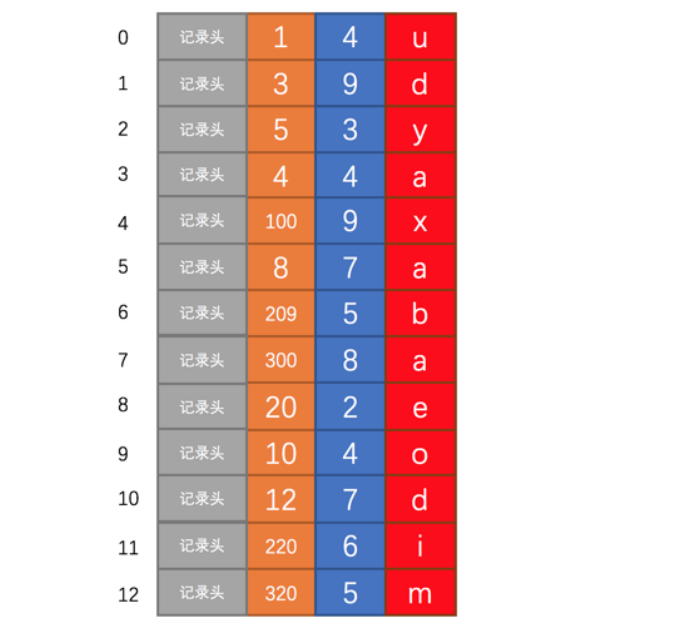 0 记录头 1 4 u
1 记录头 3 9 d
2 记录头 5 3 y
3 记录头 4 4 a
4 记录头 100 9 x
5 记录头 8 7 a
6 记录头 209 5 b
7 记录头 300 8 a
8 记录头 20 2 e
9 记录头 10 4 o
10 记录头 12 7 d
11 记录头 220 6 i
12 记录头 320 5 m